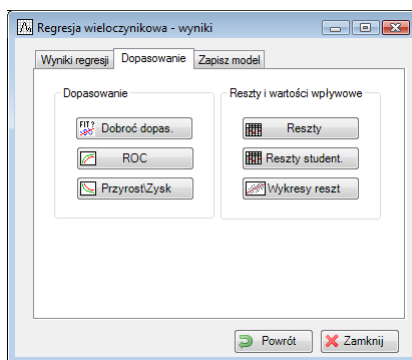 Regresja wieloczynikowa - wyniki
Wyniki regresji Dopasowanie Zapisz model
Dopasowanie
FIT? Dobroć dopas.
ROC
Przyrost\Zysk
Reszty i wartości wpływowe
Reszty
Reszty student.
Wykresy reszt
Powrót Zamknij